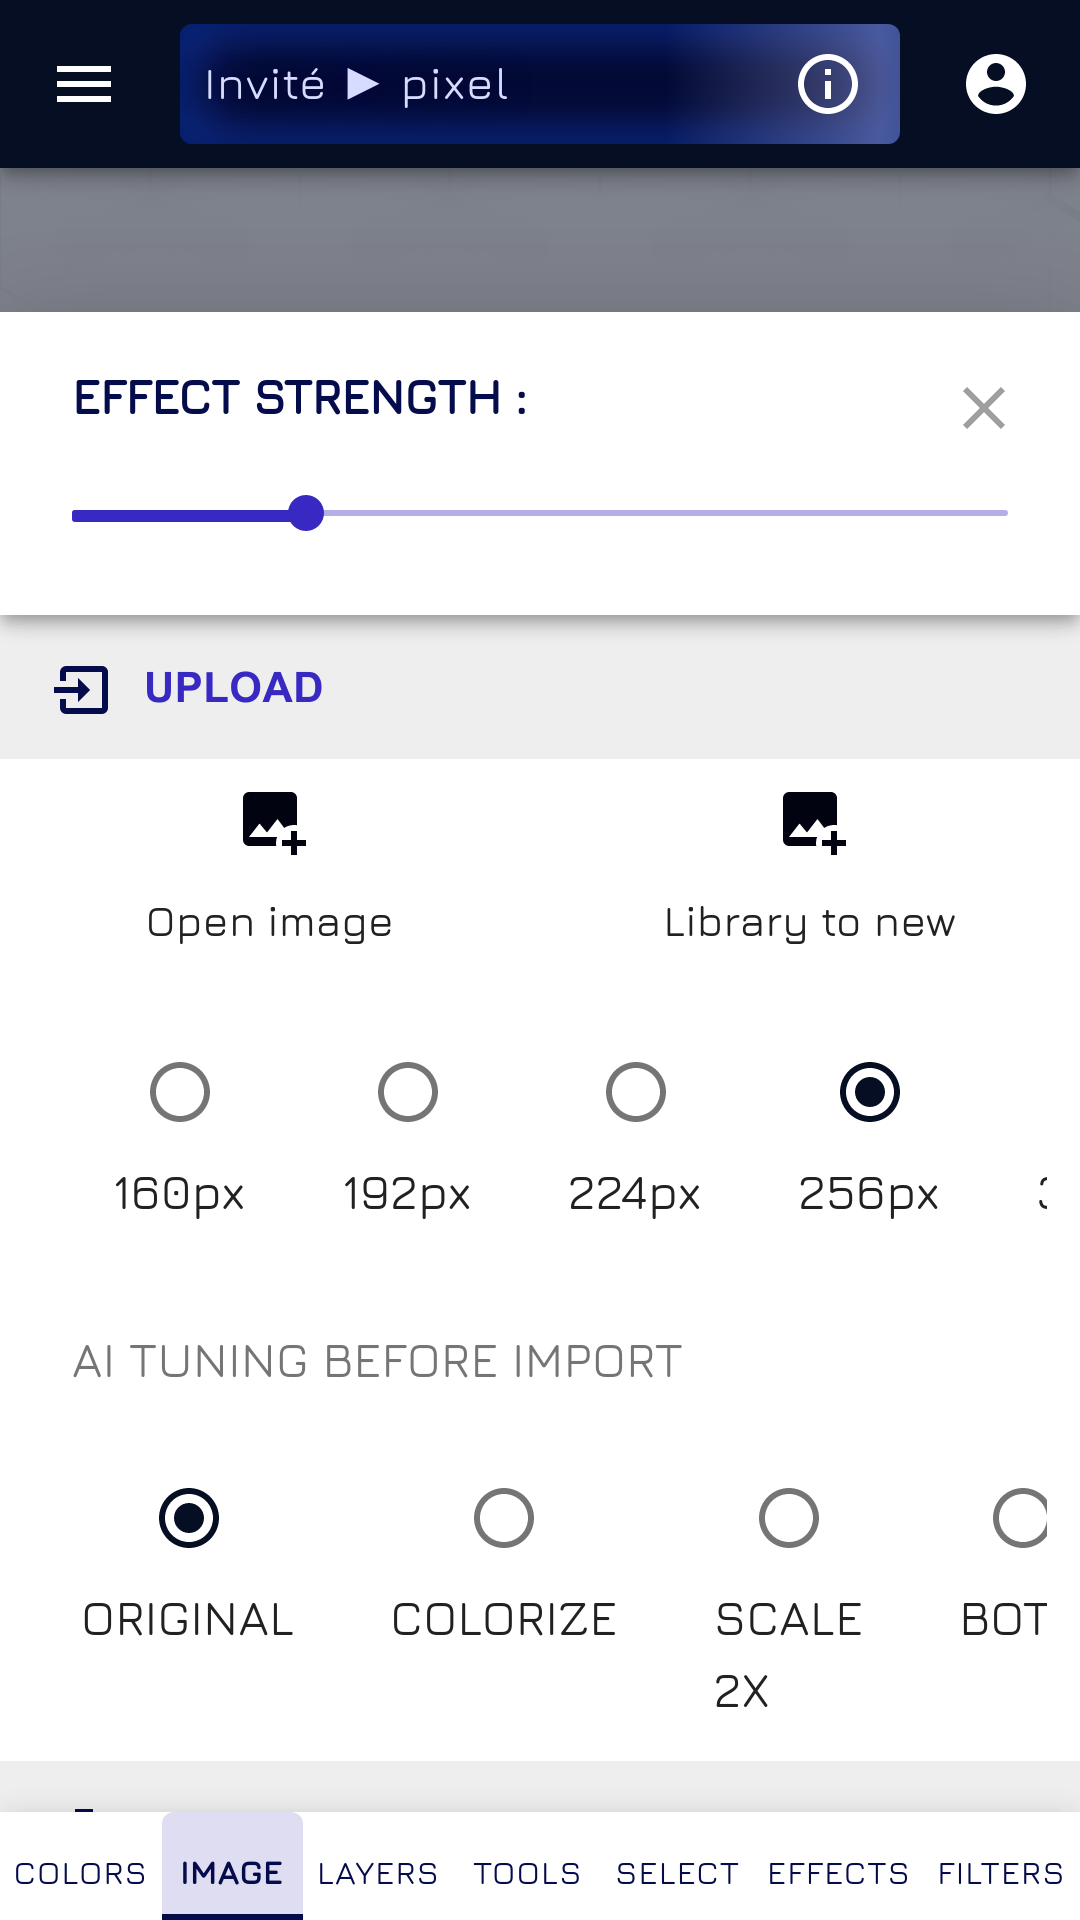 Invité ► pixel
EFFECT STRENGTH :
UPLOAD
Open image
Library to new
160px
192px
224px
256px
AI TUNING BEFORE IMPORT
ORIGINAL
COLORIZE
SCALE
2X
BOT
COLORS
IMAGE
LAYERS
TOOLS
SELECT
EFFECTS
FILTERS